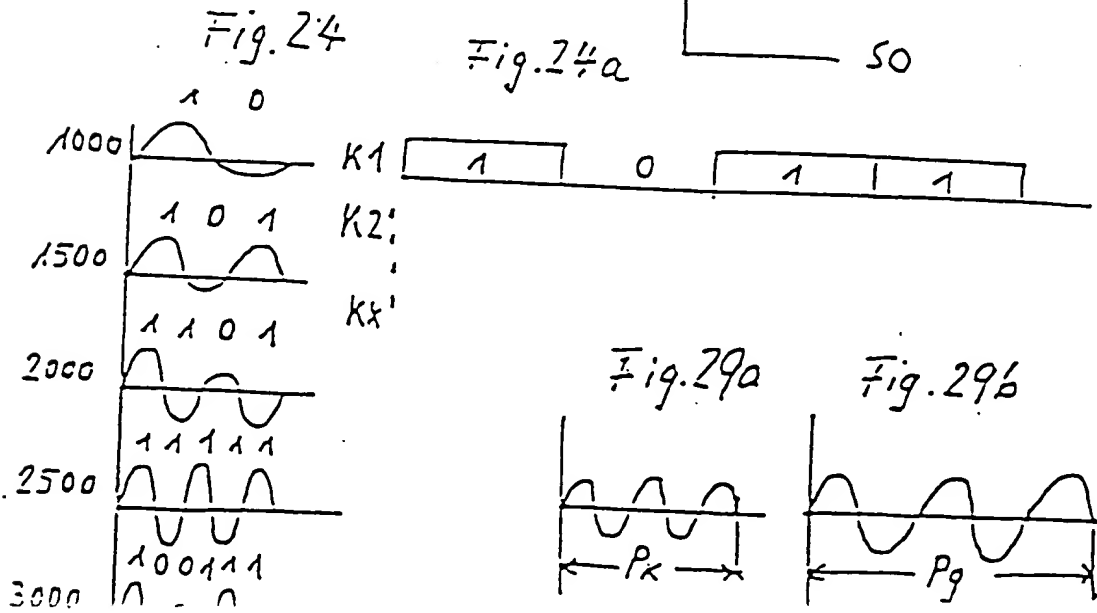 Fig. 24
Fig. 24a
SO
1 0
1000
K1 1 0 1 1
1 0 1
1500
K2
Kx
1 1 0 1
2000
Fig. 29a
Fig. 29b
1 1 1 1 1
2500
1 0 0 1 1 1
Pk
Pg
3000